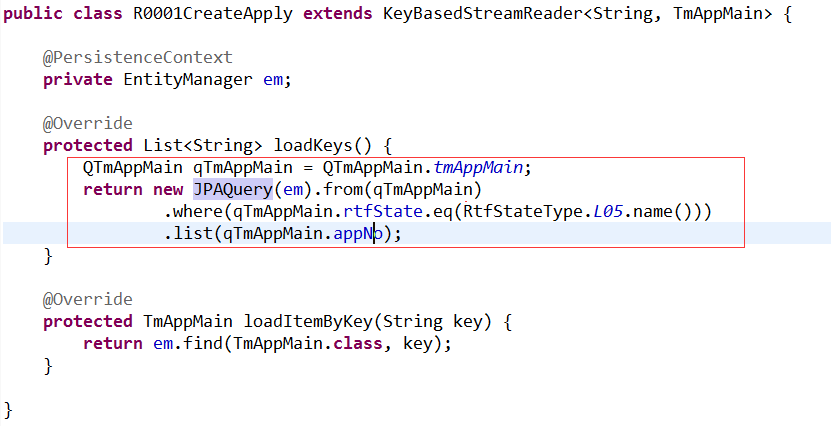 public class R0001CreateApply extends KeyBasedStreamReader<String, TmAppMain> {
@PersistenceContext
private EntityManager em;
@Override
protected List<String> loadKeys() {
QTmAppMain qTmAppMain = QTmAppMain.tmAppMain;
return new JPAQuery(em).from(qTmAppMain)
.where(qTmAppMain.rtfState.eq(RtfStateType.L05.name()))
.list(qTmAppMain.appNo);
}
@Override
protected TmAppMain loadItemByKey(String key) {
return em.find(TmAppMain.class, key);
}
}